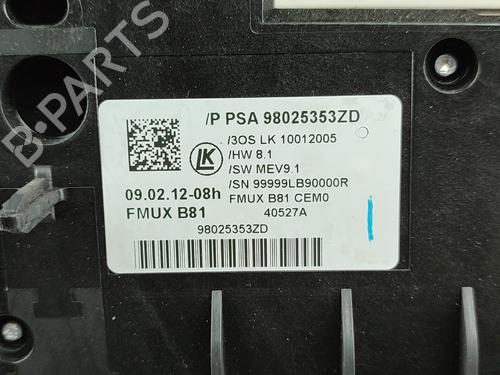 /P PSA 98025353ZD
/3OS LK 10012005
/HW 8.1
/SW MEV9.1
/SN 99999LB90000R
FMUX B81 CEM0
40527A
LK
09.02.12-08h
FMUX B81
98025353ZD
B-PARTS